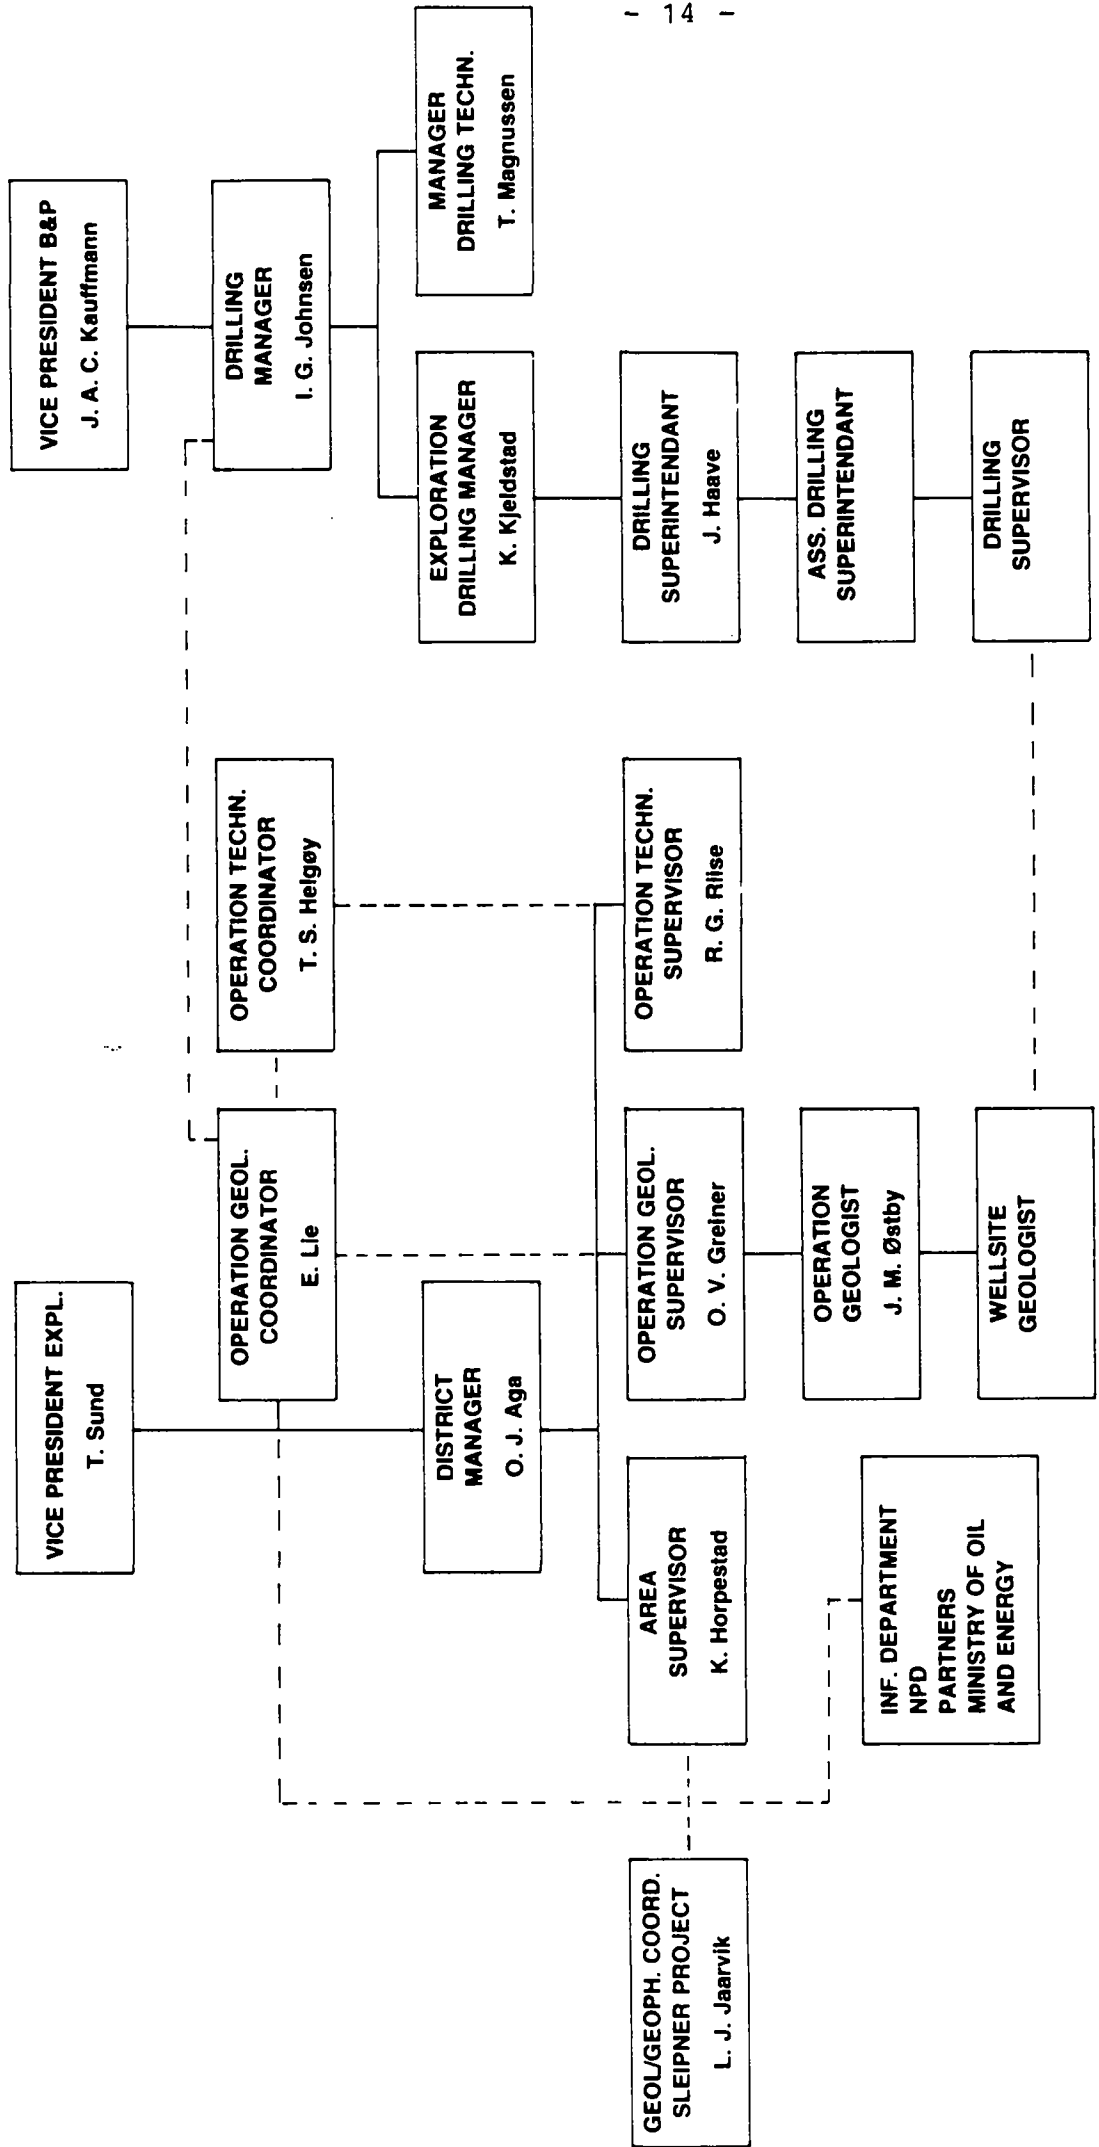 - 14 -
VICE PRESIDENT EXPL.
T. Sund
VICE PRESIDENT B&P
J. A. C. Kauffmann
OPERATION GEOL.
COORDINATOR
E. Lie
OPERATION TECHN.
COORDINATOR
T. S. Helgøy
DRILLING
MANAGER
I. G. Johnsen
DISTRICT
MANAGER
O. J. Aga
EXPLORATION
DRILLING MANAGER
K. Kjeldstad
MANAGER
DRILLING TECHN.
T. Magnussen
GEOL/GEOPH. COORD.
SLEIPNER PROJECT
L. J. Jaarvik
AREA
SUPERVISOR
K. Horpestad
OPERATION GEOL.
SUPERVISOR
O. V. Greiner
OPERATION TECHN.
SUPERVISOR
R. G. Riise
DRILLING
SUPERINTENDANT
J. Haave
OPERATION
GEOLOGIST
J. M. Østby
ASS. DRILLING
SUPERINTENDANT
INF. DEPARTMENT
NPD
PARTNERS
MINISTRY OF OIL
AND ENERGY
WELLSITE
GEOLOGIST
DRILLING
SUPERVISOR